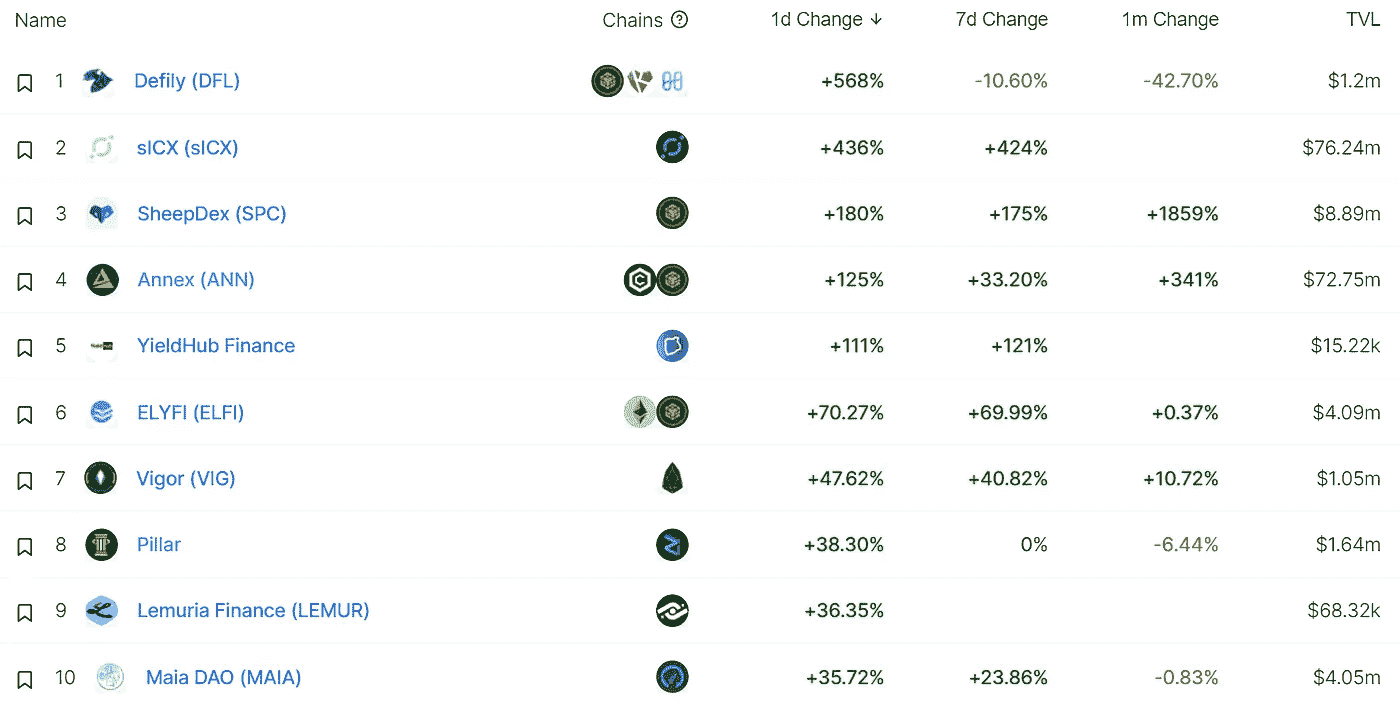 Name Chains ? 1d Change ↓ 7d Change 1m Change TVL
1 Defily (DFL) +568% -10.60% -42.70% $1.2m
2 sICX (sICX) +436% +424% $76.24m
3 SheepDex (SPC) +180% +175% +1859% $8.89m
4 Annex (ANN) +125% +33.20% +341% $72.75m
5 YieldHub Finance +111% +121% $15.22k
6 ELYFI (ELFI) +70.27% +69.99% +0.37% $4.09m
7 Vigor (VIG) +47.62% +40.82% +10.72% $1.05m
8 Pillar +38.30% 0% -6.44% $1.64m
9 Lemuria Finance (LEMUR) +36.35% $68.32k
10 Maia DAO (MAIA) +35.72% +23.86% -0.83% $4.05m